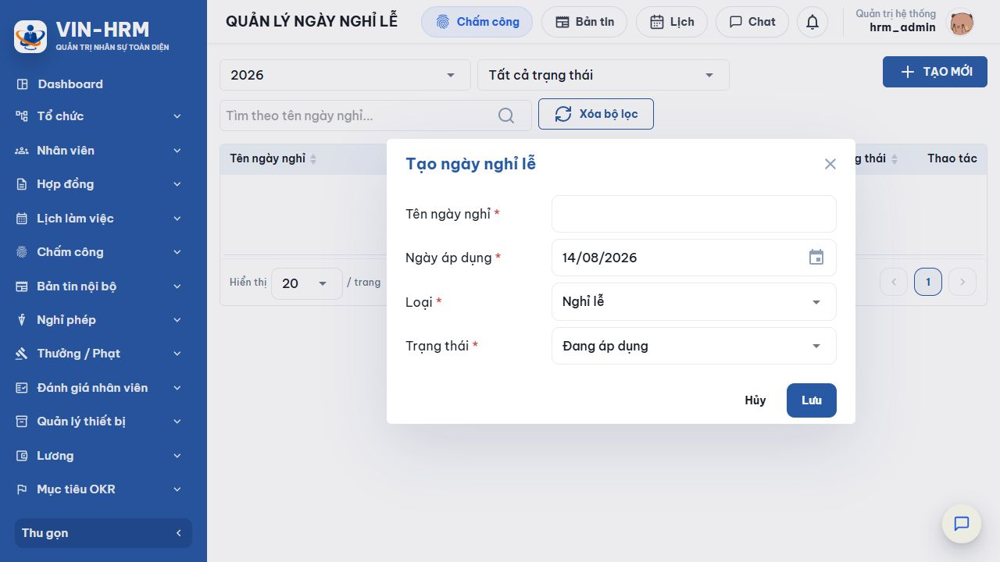 VIN-HRM
QUẢN TRỊ NHÂN SỰ TOÀN DIỆN
Dashboard
Tổ chức
Nhân viên
Hợp đồng
Lịch làm việc
Chấm công
Bản tin nội bộ
Nghỉ phép
Thưởng / Phạt
Đánh giá nhân viên
Quản lý thiết bị
Lương
Mục tiêu OKR
Thu gọn
QUẢN LÝ NGÀY NGHỈ LỄ
Chấm công
Bản tin
Lịch
Chat
Quản trị hệ thống
hrm_admin
2026
Tất cả trạng thái
TẠO MỚI
Tìm theo tên ngày nghỉ...
Xóa bộ lọc
Tên ngày nghỉ
g thái
Thao tác
Hiển thị
20
/ trang
1
Tạo ngày nghỉ lễ
Tên ngày nghỉ *
Ngày áp dụng *
14/08/2026
Loại *
Nghỉ lễ
Trạng thái *
Đang áp dụng
Hủy
Lưu